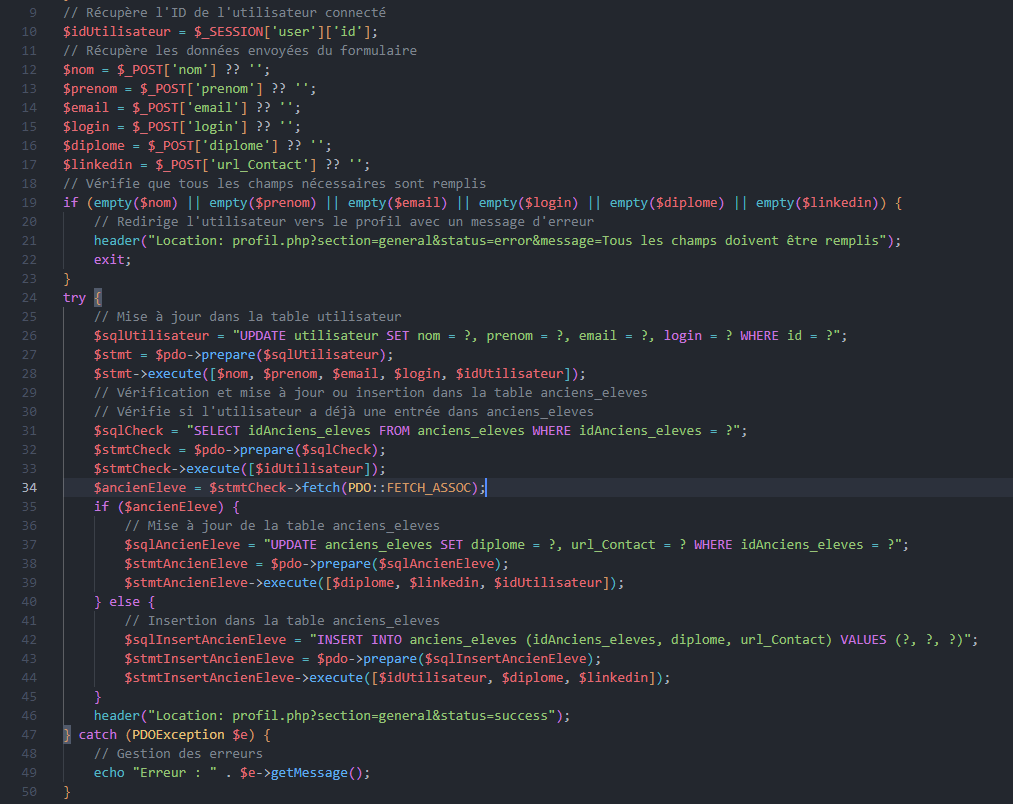 9 // Récupère l'ID de l'utilisateur connecté
10 $idUtilisateur = $_SESSION['user']['id'];
11 // Récupère les données envoyées du formulaire
12 $nom = $_POST['nom'] ?? '';
13 $prenom = $_POST['prenom'] ?? '';
14 $email = $_POST['email'] ?? '';
15 $login = $_POST['login'] ?? '';
16 $diplome = $_POST['diplome'] ?? '';
17 $linkedin = $_POST['url_Contact'] ?? '';
18 // Vérifie que tous les champs nécessaires sont remplis
19 if (empty($nom) || empty($prenom) || empty($email) || empty($login) || empty($diplome) || empty($linkedin)) {
20 // Redirige l'utilisateur vers le profil avec un message d'erreur
21 header("Location: profil.php?section=general&status=error&message=Tous les champs doivent être remplis");
22 exit;
23 }
24 try {
25 // Mise à jour dans la table utilisateur
26 $sqlUtilisateur = "UPDATE utilisateur SET nom = ?, prenom = ?, email = ?, login = ? WHERE id = ?";
27 $stmt = $pdo->prepare($sqlUtilisateur);
28 $stmt->execute([$nom, $prenom, $email, $login, $idUtilisateur]);
29 // Vérification et mise à jour ou insertion dans la table anciens_eleves
30 // Vérifie si l'utilisateur a déjà une entrée dans anciens_eleves
31 $sqlCheck = "SELECT idAnciens_eleves FROM anciens_eleves WHERE idAnciens_eleves = ?";
32 $stmtCheck = $pdo->prepare($sqlCheck);
33 $stmtCheck->execute([$idUtilisateur]);
34 $ancienEleve = $stmtCheck->fetch(PDO::FETCH_ASSOC);
35 if ($ancienEleve) {
36 // Mise à jour de la table anciens_eleves
37 $sqlAncienEleve = "UPDATE anciens_eleves SET diplome = ?, url_Contact = ? WHERE idAnciens_eleves = ?";
38 $stmtAncienEleve = $pdo->prepare($sqlAncienEleve);
39 $stmtAncienEleve->execute([$diplome, $linkedin, $idUtilisateur]);
40 } else {
41 // Insertion dans la table anciens_eleves
42 $sqlInsertAncienEleve = "INSERT INTO anciens_eleves (idAnciens_eleves, diplome, url_Contact) VALUES (?, ?, ?)";
43 $stmtInsertAncienEleve = $pdo->prepare($sqlInsertAncienEleve);
44 $stmtInsertAncienEleve->execute([$idUtilisateur, $diplome, $linkedin]);
45 }
46 header("Location: profil.php?section=general&status=success");
47 } catch (PDOException $e) {
48 // Gestion des erreurs
49 echo "Erreur : " . $e->getMessage();
50 }